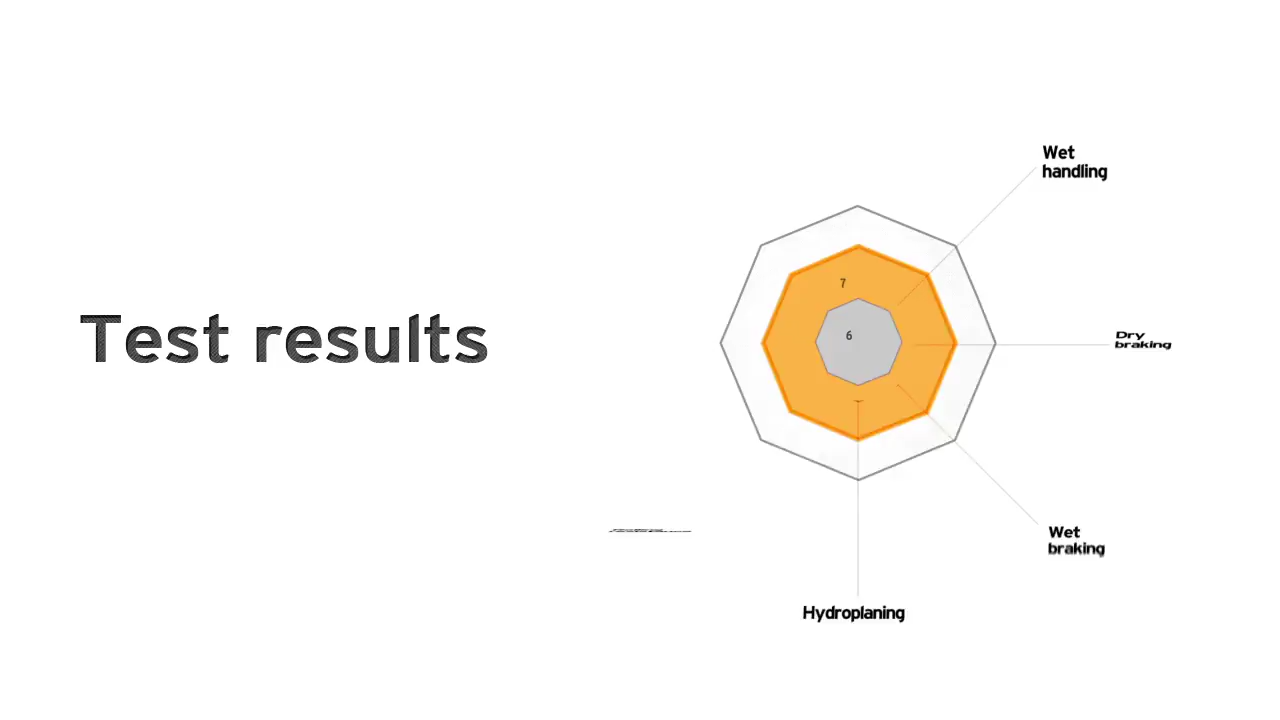 Test results
Wet
handling
7
6
Dry
braking
Wet
braking
Hydroplaning